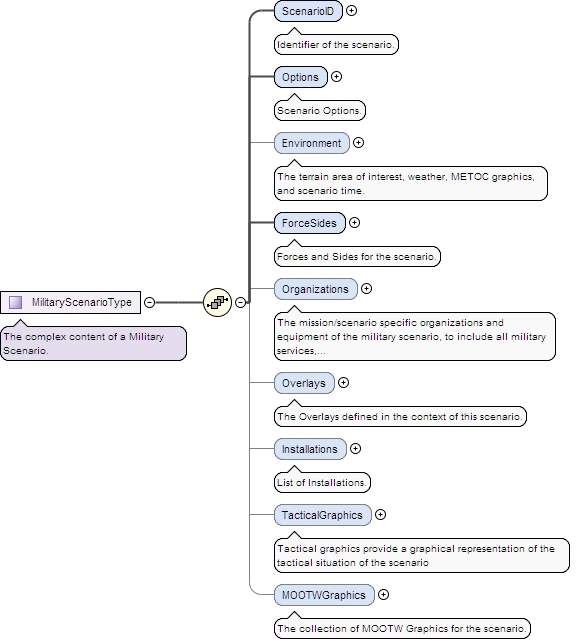 ScenarioID
Identifier of the scenario.
Options
Scenario Options.
Environment
The terrain area of interest, weather, METOC graphics,
and scenario time.
ForceSides
Forces and Sides for the scenario.
MilitaryScenarioType
The complex content of a Military
Scenario.
Organizations
The mission/scenario specific organizations and
equipment of the military scenario, to include all military
services,...
Overlays
The Overlays defined in the context of this scenario.
Installations
List of Installations.
TacticalGraphics
Tactical graphics provide a graphical representation of the
tactical situation of the scenario
MOOTWGraphics
The collection of MOOTW Graphics for the scenario.